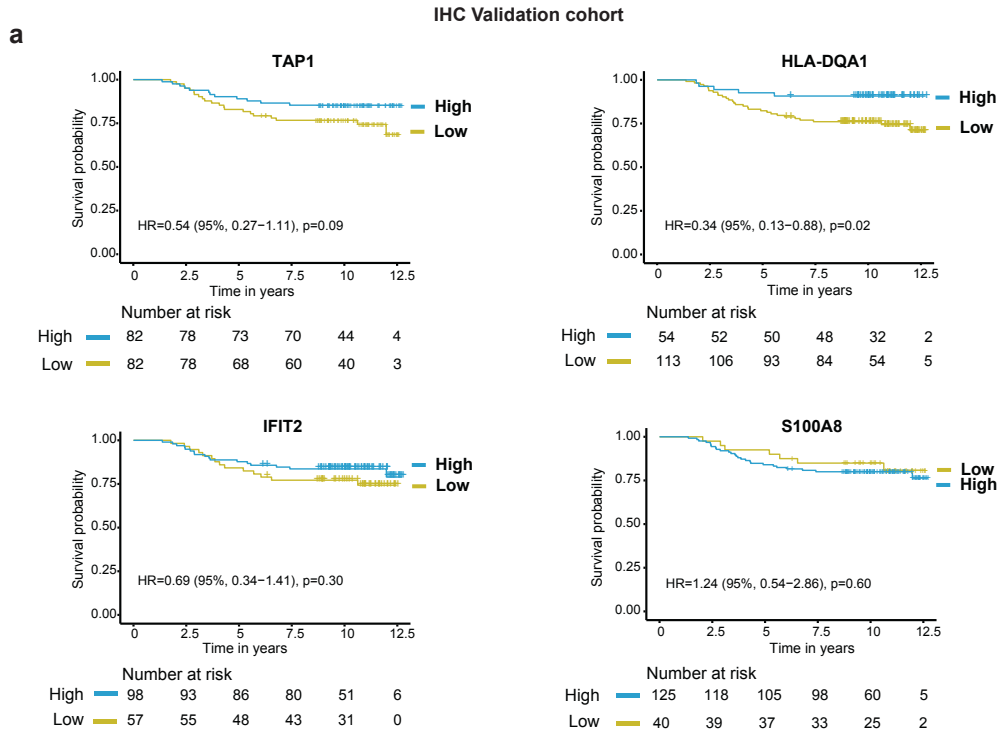 IHC Validation cohort
a
TAP1
1.00
0.75
0.50
0.25
0.00
Survival probability
High
Low
HR=0.54 (95%, 0.27−1.11), p=0.09
0 2.5 5 7.5 10 12.5
Time in years
Number at risk
High 82 78 73 70 44 4
Low 82 78 68 60 40 3
HLA-DQA1
1.00
0.75
0.50
0.25
0.00
Survival probability
High
Low
HR=0.34 (95%, 0.13−0.88), p=0.02
0 2.5 5 7.5 10 12.5
Time in years
Number at risk
High 54 52 50 48 32 2
Low 113 106 93 84 54 5
IFIT2
1.00
0.75
0.50
0.25
0.00
Survival probability
High
Low
HR=0.69 (95%, 0.34−1.41), p=0.30
0 2.5 5 7.5 10 12.5
Time in years
Number at risk
High 98 93 86 80 51 6
Low 57 55 48 43 31 0
S100A8
1.00
0.75
0.50
0.25
0.00
Survival probability
Low
High
HR=1.24 (95%, 0.54−2.86), p=0.60
0 2.5 5 7.5 10 12.5
Time in years
Number at risk
High 125 118 105 98 60 5
Low 40 39 37 33 25 2